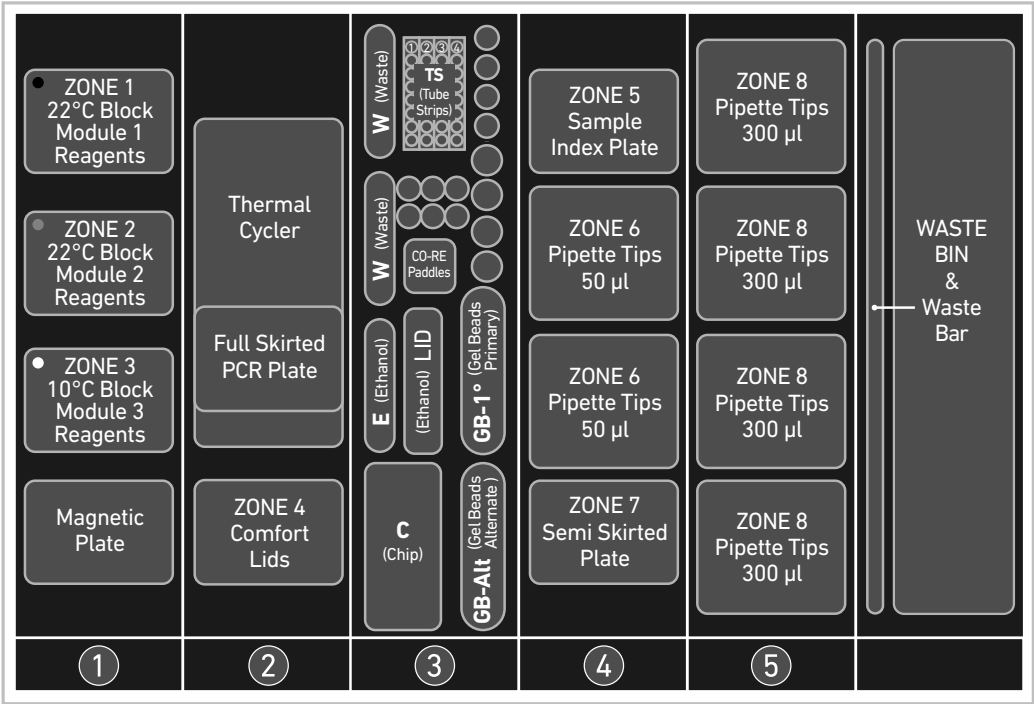 ZONE 1
22°C Block
Module 1
Reagents
ZONE 2
22°C Block
Module 2
Reagents
ZONE 3
10°C Block
Module 3
Reagents
Magnetic
Plate
1
Thermal
Cycler
Full Skirted
PCR Plate
ZONE 4
Comfort
Lids
2
W (Waste)
1 2 3 4
TS
(Tube
Strips)
W (Waste)
CO-RE
Paddles
E (Ethanol)
(Ethanol) LID
GB-1° (Gel Beads
Primary)
C
(Chip)
GB-Alt (Gel Beads
Alternate)
3
ZONE 5
Sample
Index Plate
ZONE 6
Pipette Tips
50 µl
ZONE 6
Pipette Tips
50 µl
ZONE 7
Semi Skirted
Plate
4
ZONE 8
Pipette Tips
300 µl
ZONE 8
Pipette Tips
300 µl
ZONE 8
Pipette Tips
300 µl
ZONE 8
Pipette Tips
300 µl
5
WASTE
BIN
&
Waste
Bar